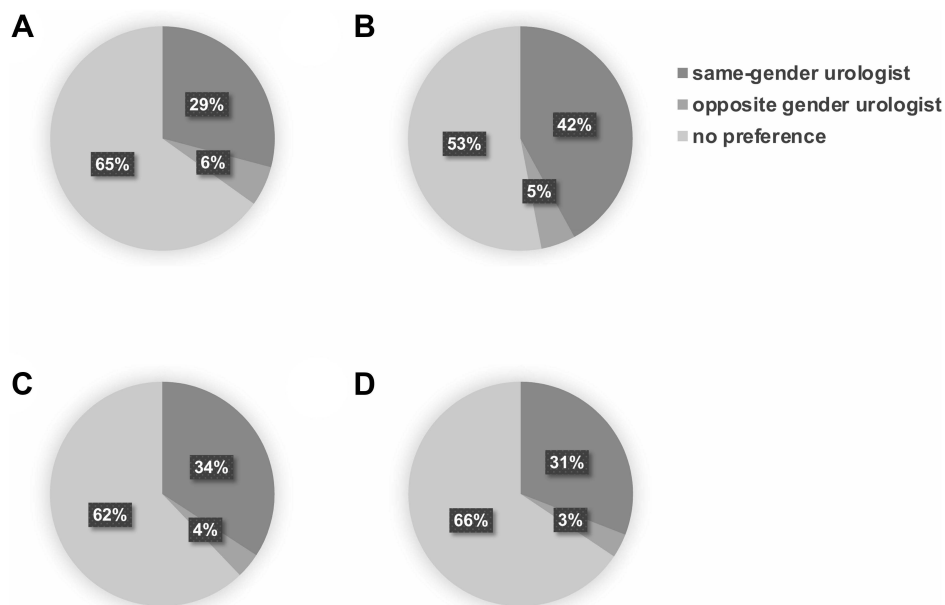 A
29%
6%
65%
B
42%
5%
53%
same-gender urologist
opposite gender urologist
no preference
C
34%
4%
62%
D
31%
3%
66%